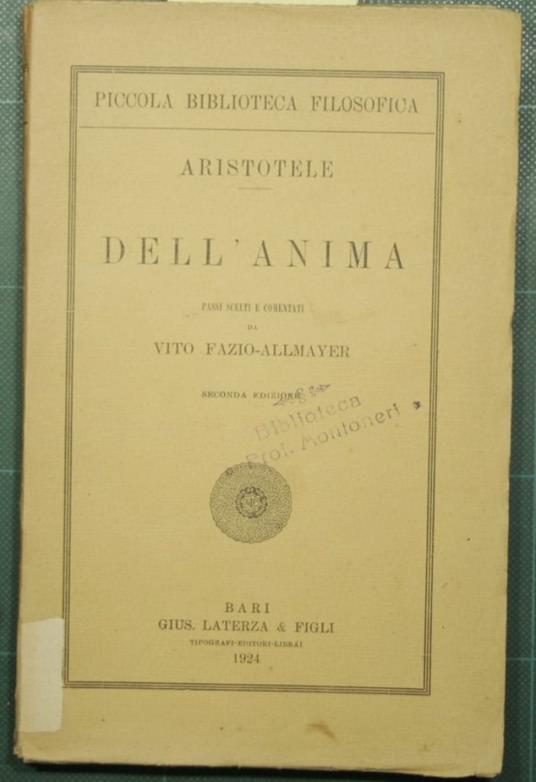 PICCOLA BIBLIOTECA FILOSOFICA
ARISTOTELE
DELL'ANIMA
PASSI SCELTI E COMENTATI
DA
VITO FAZIO-ALLMAYER
SECONDA EDIZIONE
Biblioteca
Prof. Montoneri
BARI
GIUS. LATERZA & FIGLI
TIPOGRAFI-EDITORI-LIBRAI
1924